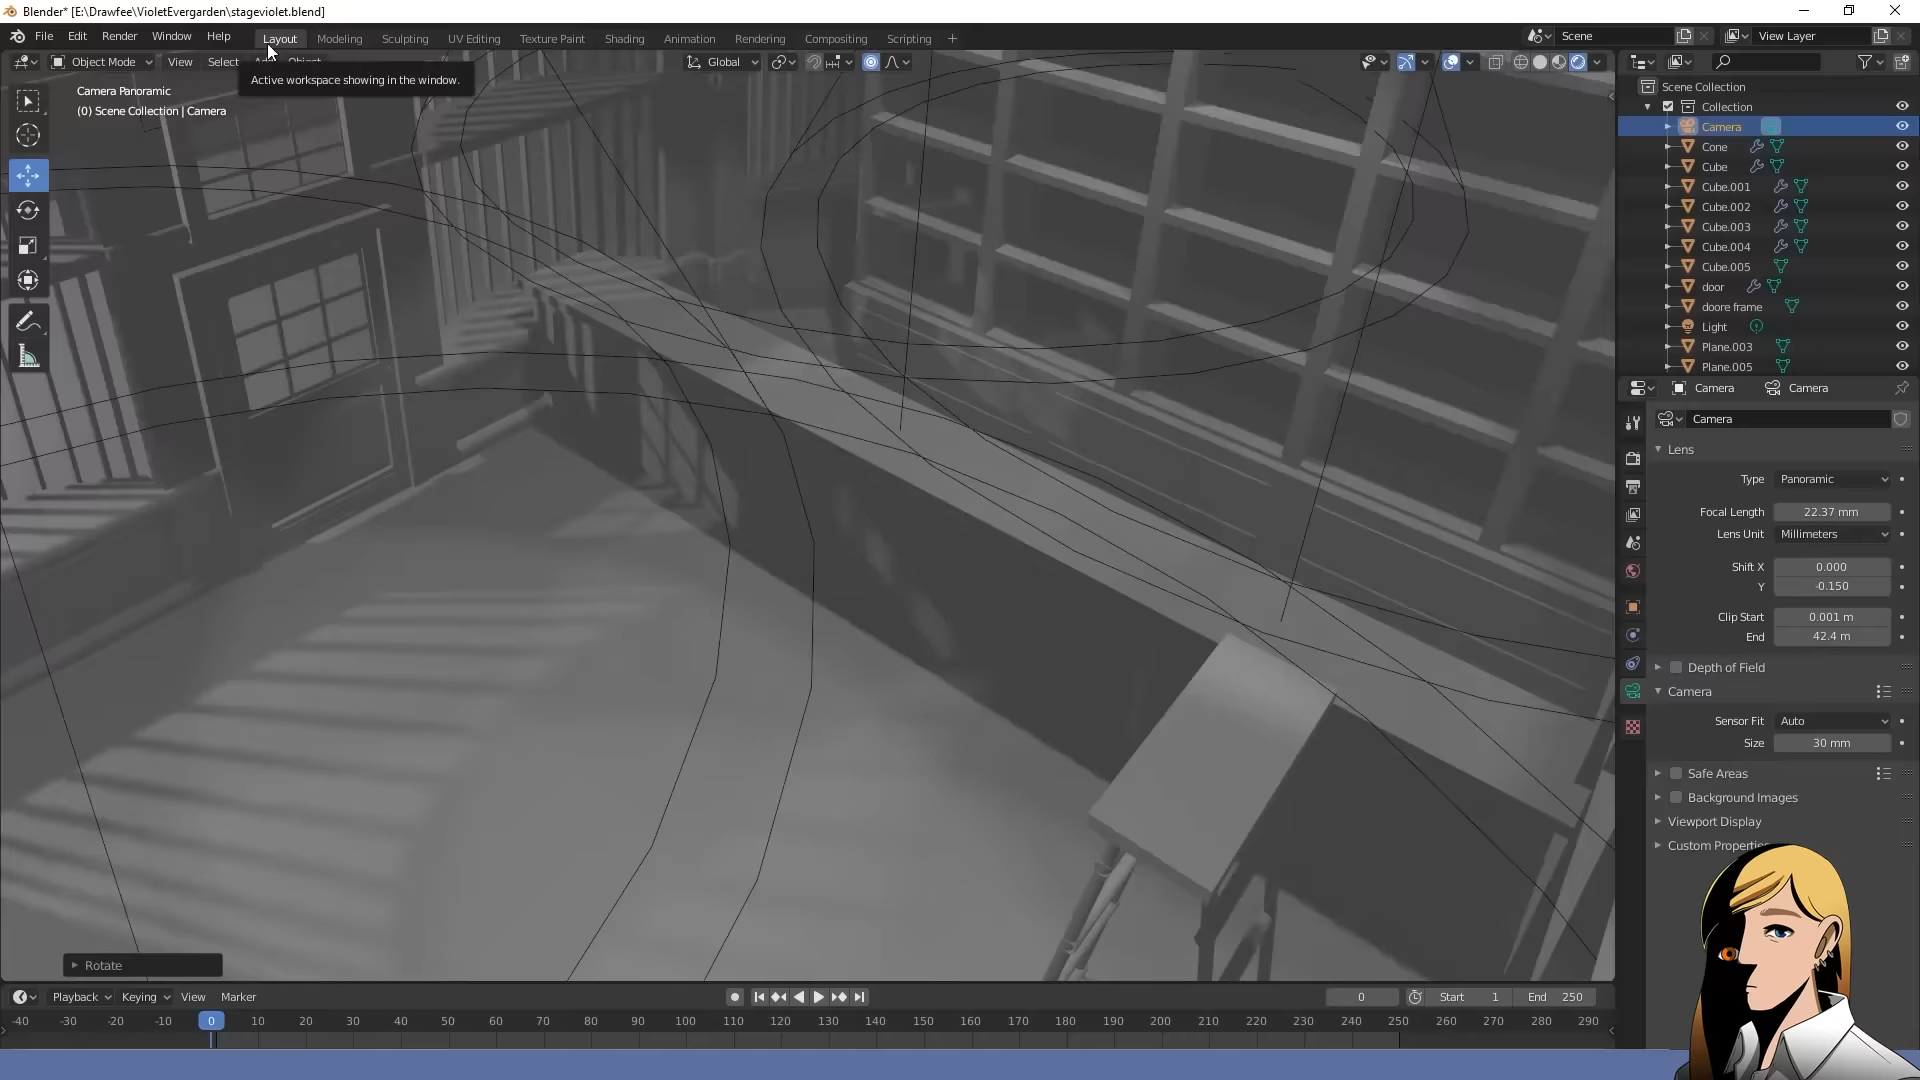 Blender* [E:\Drawfee\VioletEvergarden\stageviolet.blend]
File Edit Render Window Help Layout Modeling Sculpting UV Editing Texture Paint Shading Animation Rendering Compositing Scripting + Scene View Layer
Object Mode View Select Add Object Global
Active workspace showing in the window.
Camera Panoramic
(0) Scene Collection | Camera
Rotate
Scene Collection
Collection
Camera
Cone
Cube
Cube.001
Cube.002
Cube.003
Cube.004
Cube.005
door
doore frame
Light
Plane.003
Plane.005
Camera Camera
Camera
Lens
Type Panoramic
Focal Length 22.37 mm
Lens Unit Millimeters
Shift X 0.000
Y -0.150
Clip Start 0.001 m
End 42.4 m
Depth of Field
Camera
Sensor Fit Auto
Size 30 mm
Safe Areas
Background Images
Viewport Display
Custom Properti
Playback Keying View Marker 0 Start 1 End 250
-40 -30 -20 -10 0 10 20 30 40 50 60 70 80 90 100 110 120 130 140 150 160 170 180 190 200 210 220 230 240 250 260 270 280 290